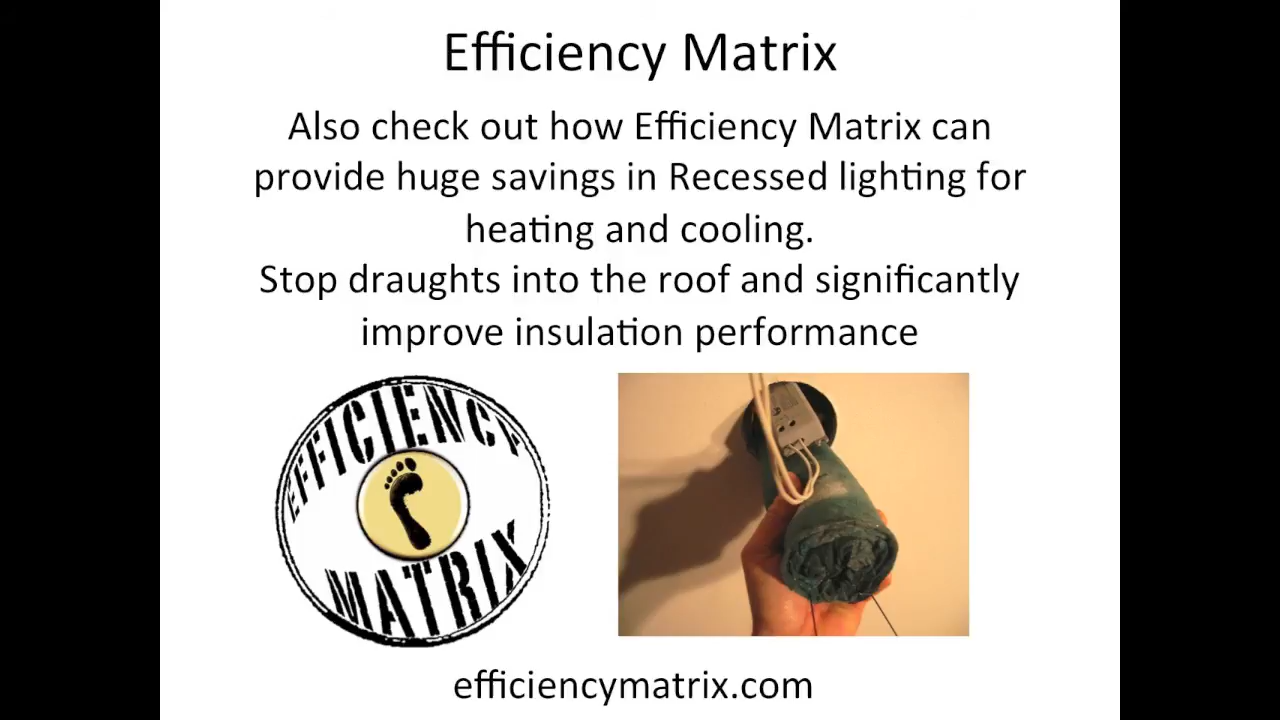 Efficiency Matrix
Also check out how Efficiency Matrix can
provide huge savings in Recessed lighting for
heating and cooling.
Stop draughts into the roof and significantly
improve insulation performance
EFFICIENCY
MATRIX
efficiencymatrix.com